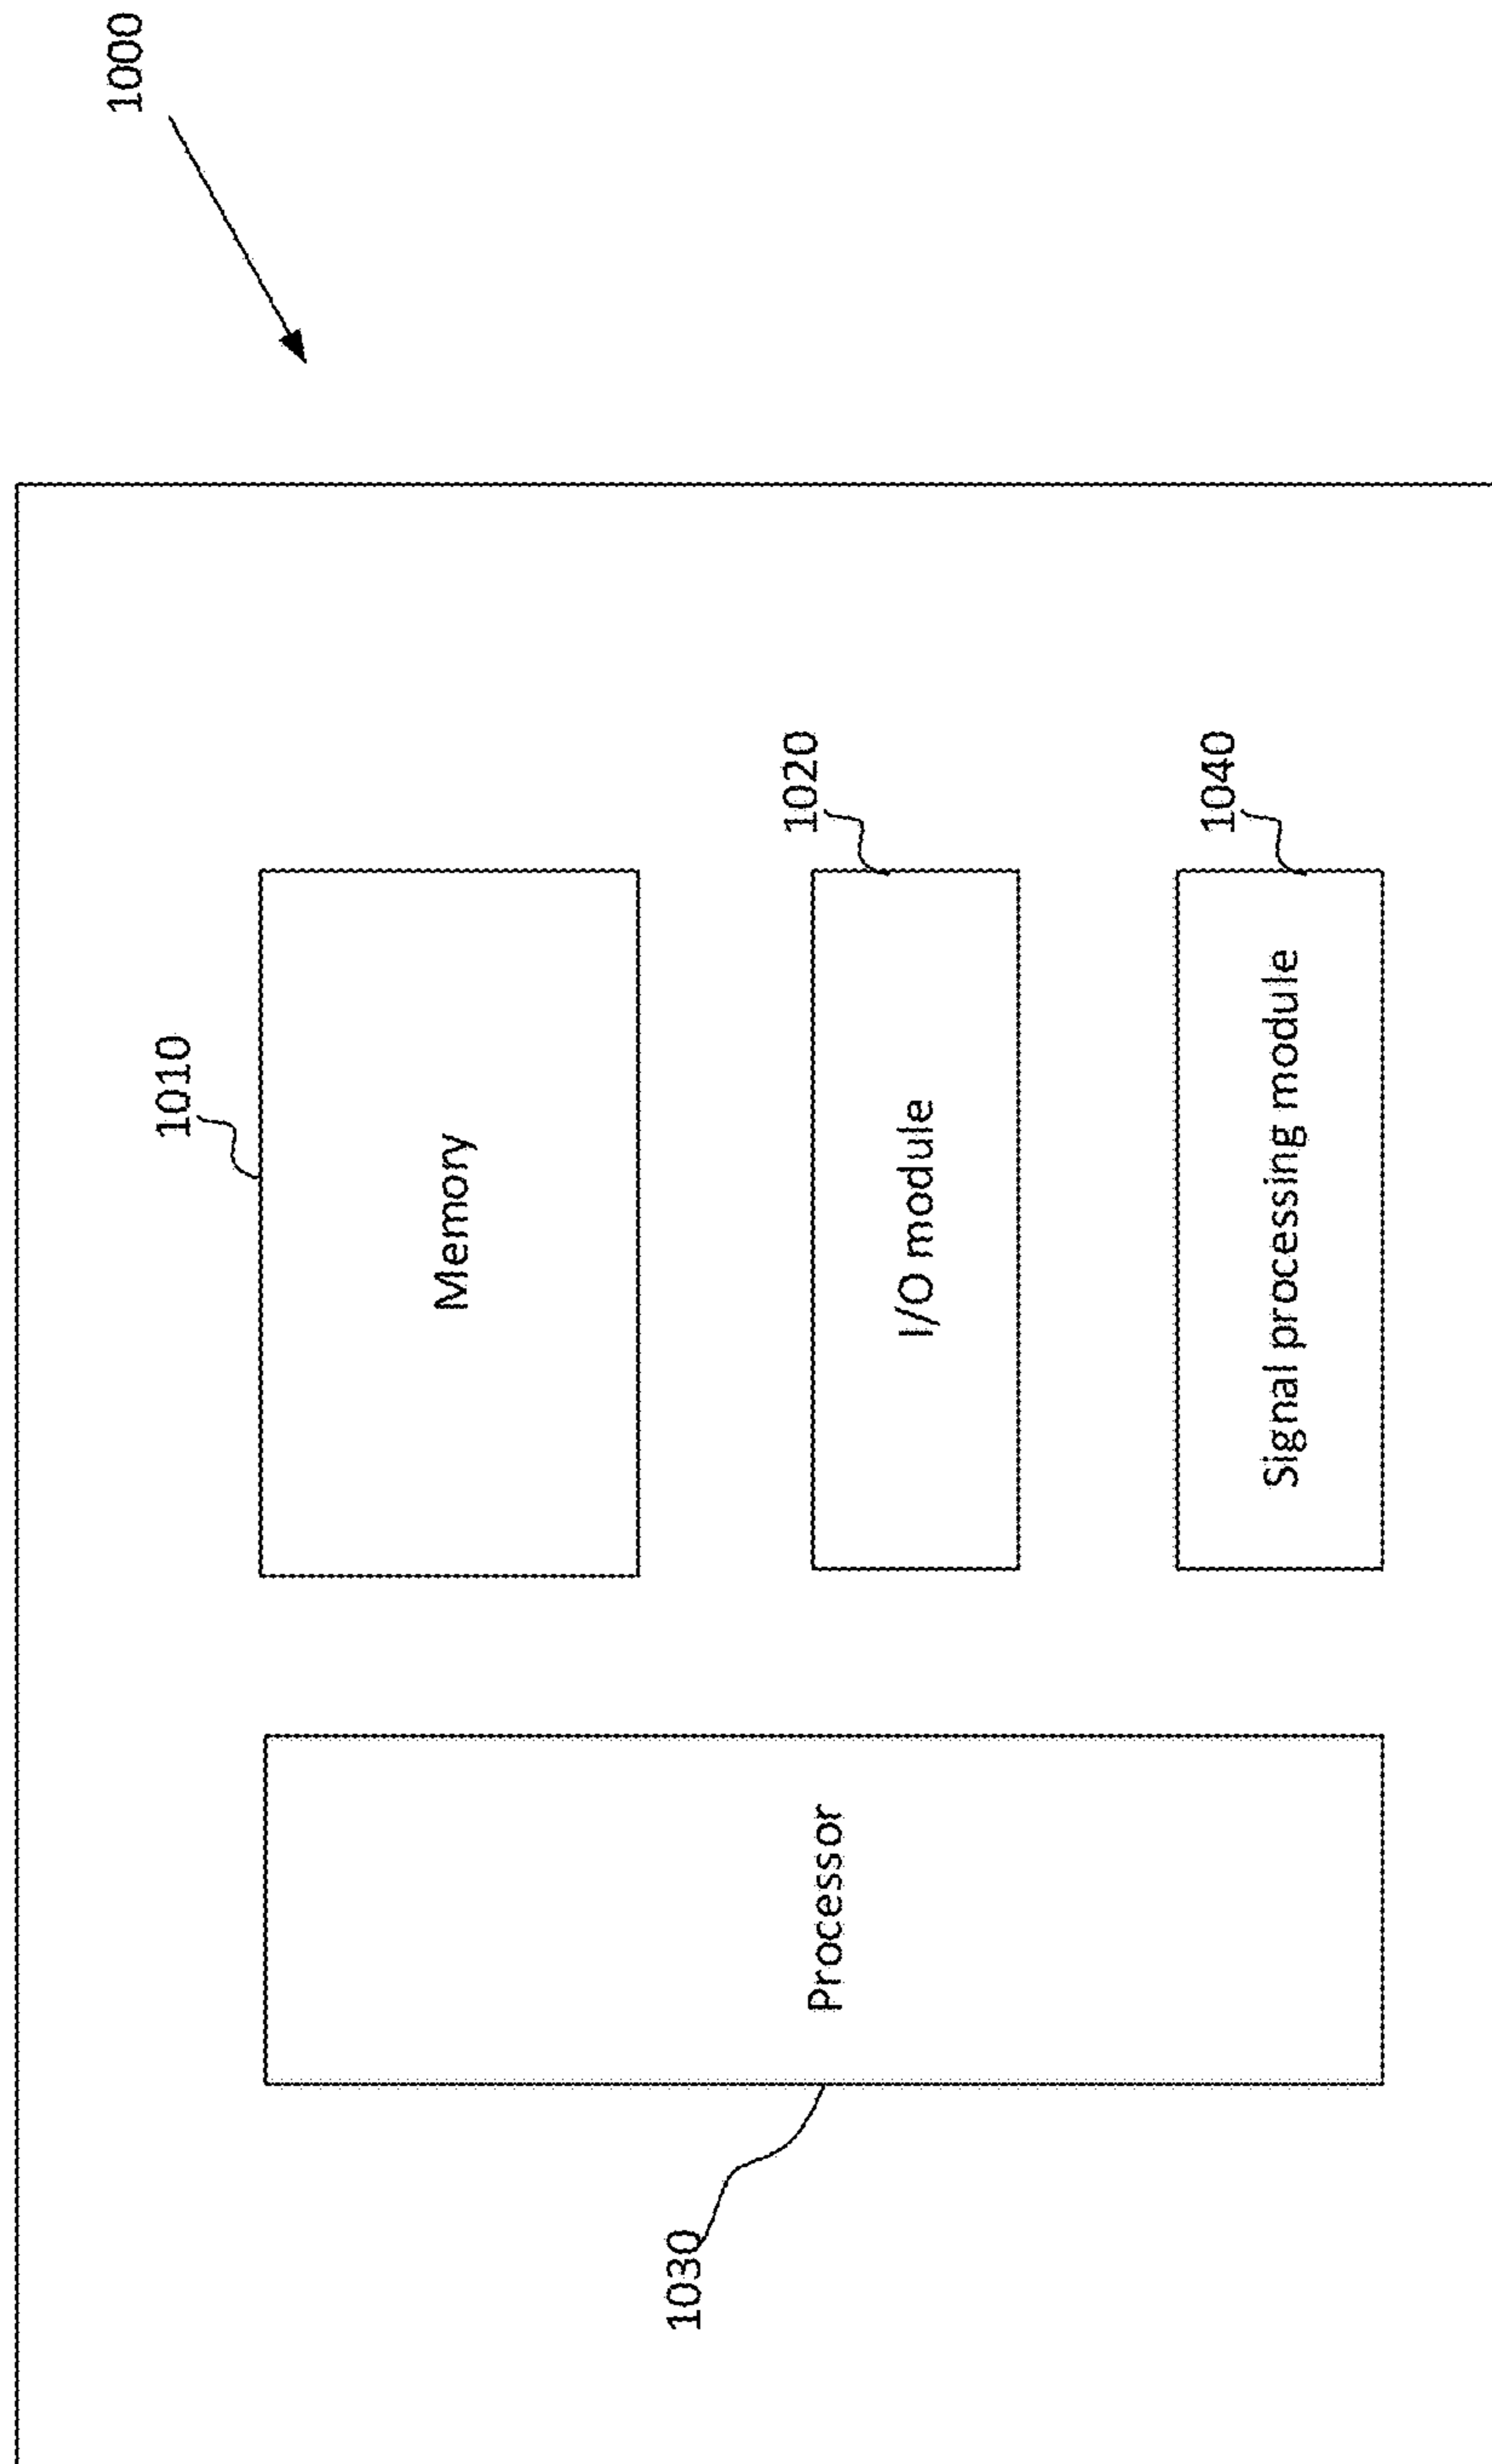 1000
1010
Memory
1020
I/O module
1040
Signal processing module
Processor
1030